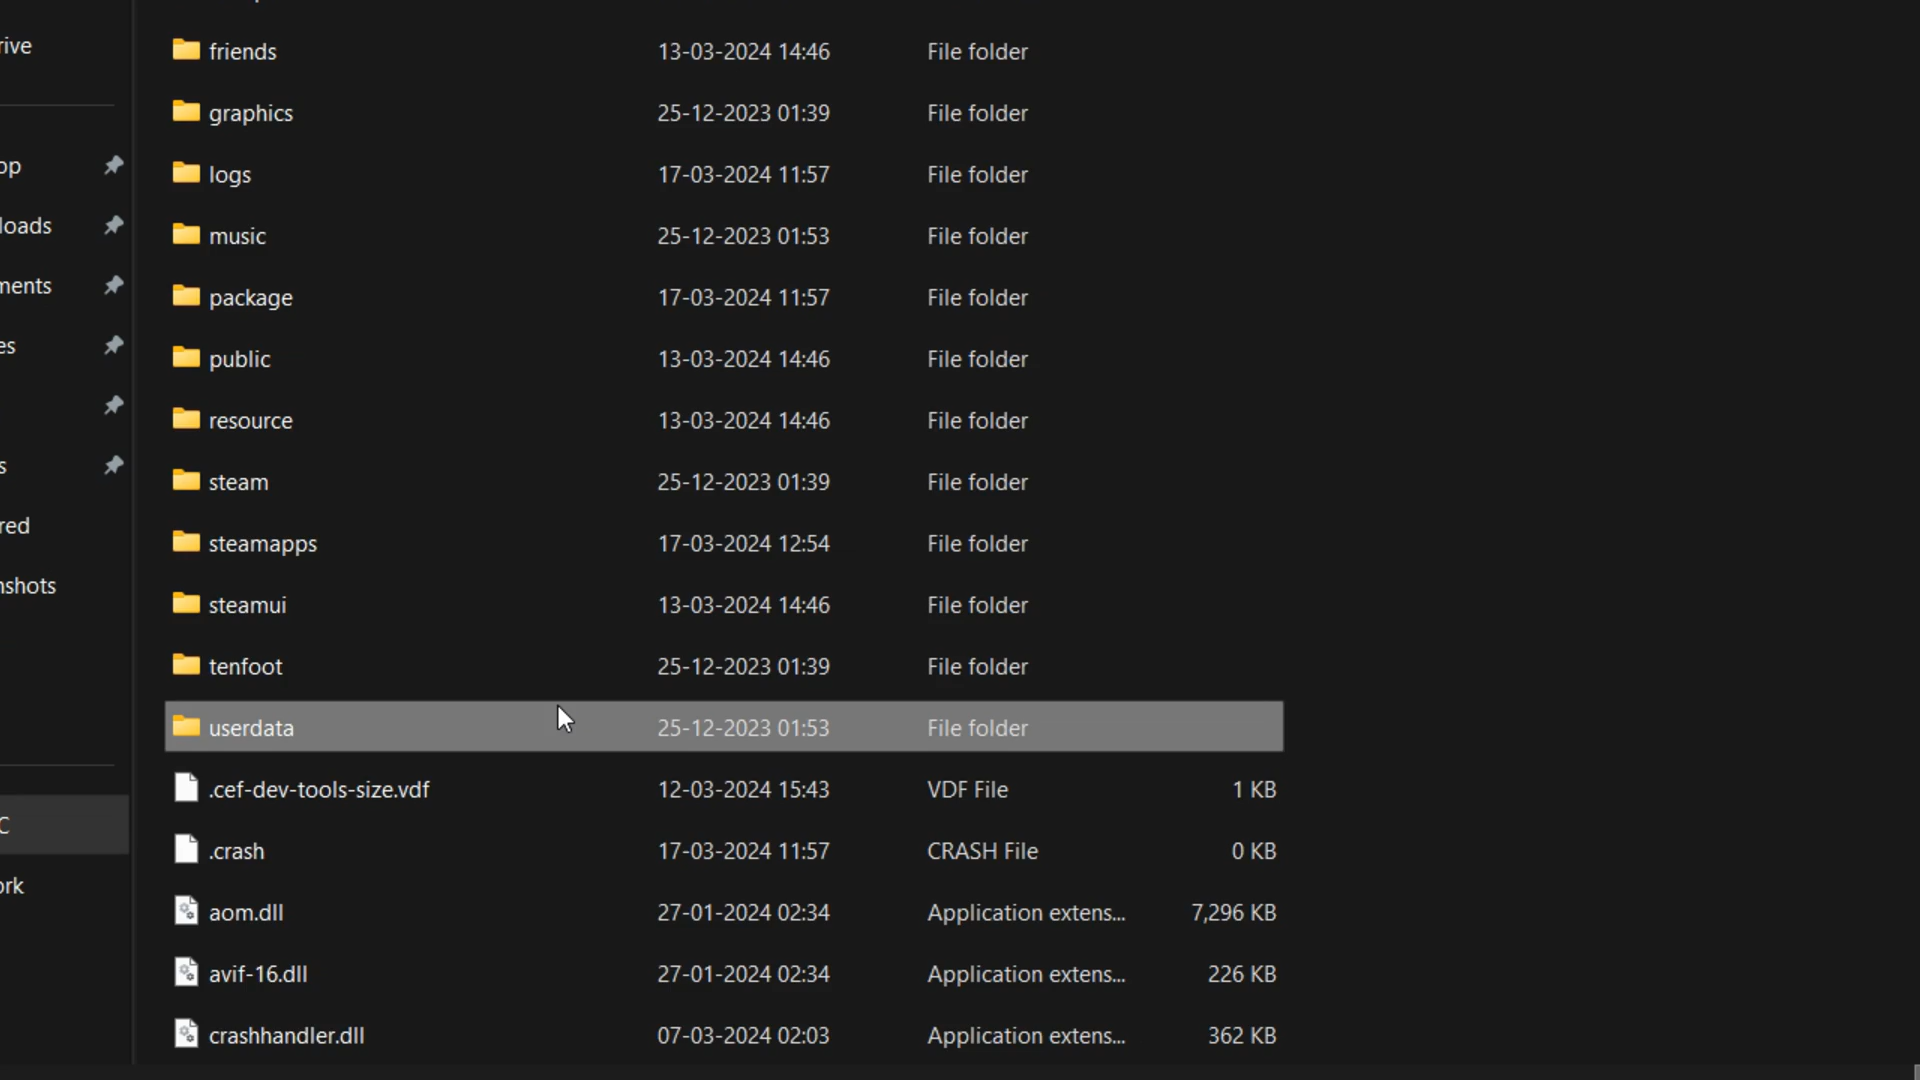 rive
friends 13-03-2024 14:46 File folder
graphics 25-12-2023 01:39 File folder
op
logs 17-03-2024 11:57 File folder
loads
music 25-12-2023 01:53 File folder
ments
package 17-03-2024 11:57 File folder
es
public 13-03-2024 14:46 File folder
resource 13-03-2024 14:46 File folder
s
steam 25-12-2023 01:39 File folder
red
steamapps 17-03-2024 12:54 File folder
nshots
steamui 13-03-2024 14:46 File folder
tenfoot 25-12-2023 01:39 File folder
userdata 25-12-2023 01:53 File folder
.cef-dev-tools-size.vdf 12-03-2024 15:43 VDF File 1 KB
C
.crash 17-03-2024 11:57 CRASH File 0 KB
ork
aom.dll 27-01-2024 02:34 Application extens... 7,296 KB
avif-16.dll 27-01-2024 02:34 Application extens... 226 KB
crashhandler.dll 07-03-2024 02:03 Application extens... 362 KB